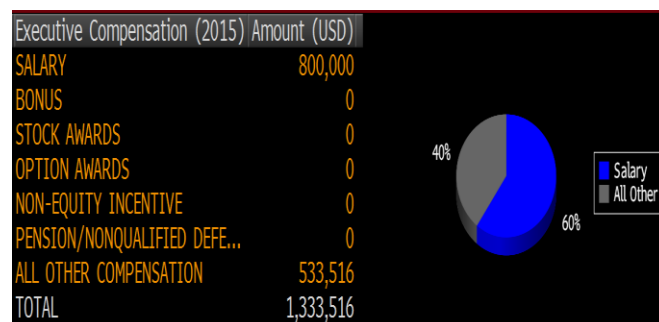 Executive Compensation (2015) Amount (USD)
SALARY 800,000
BONUS 0
STOCK AWARDS 0
OPTION AWARDS 0
NON-EQUITY INCENTIVE 0
PENSION/NONQUALIFIED DEFE... 0
ALL OTHER COMPENSATION 533,516
TOTAL 1,333,516
40%
60%
Salary
All Other